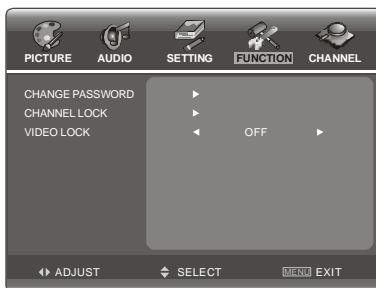 PICTURE AUDIO SETTING FUNCTION CHANNEL
CHANGE PASSWORD
CHANNEL LOCK
VIDEO LOCK OFF
ADJUST SELECT MENU EXIT